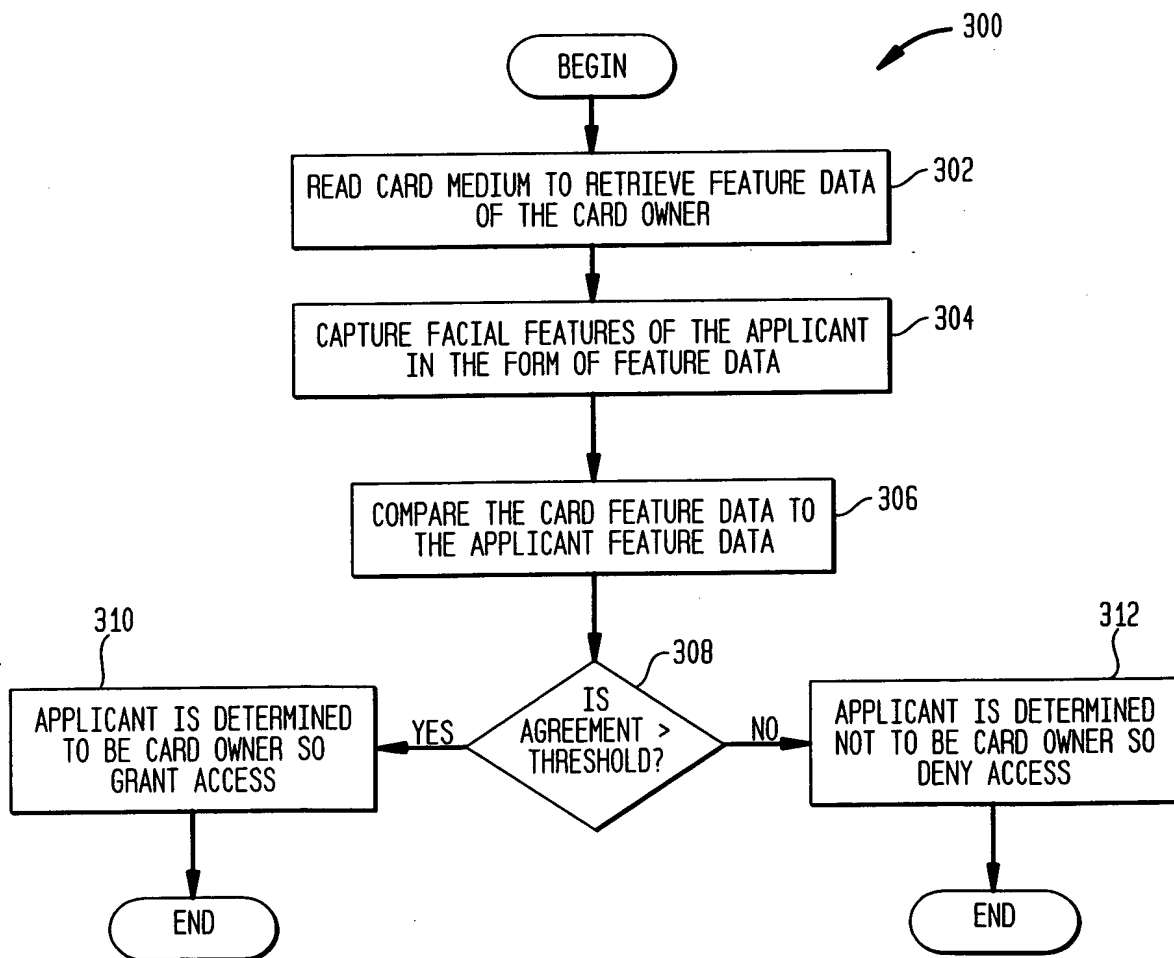 300
BEGIN
READ CARD MEDIUM TO RETRIEVE FEATURE DATA
OF THE CARD OWNER
302
CAPTURE FACIAL FEATURES OF THE APPLICANT
IN THE FORM OF FEATURE DATA
304
COMPARE THE CARD FEATURE DATA TO
THE APPLICANT FEATURE DATA
306
308
IS
AGREEMENT >
THRESHOLD?
YES
NO
310
APPLICANT IS DETERMINED
TO BE CARD OWNER SO
GRANT ACCESS
312
APPLICANT IS DETERMINED
NOT TO BE CARD OWNER SO
DENY ACCESS
END
END